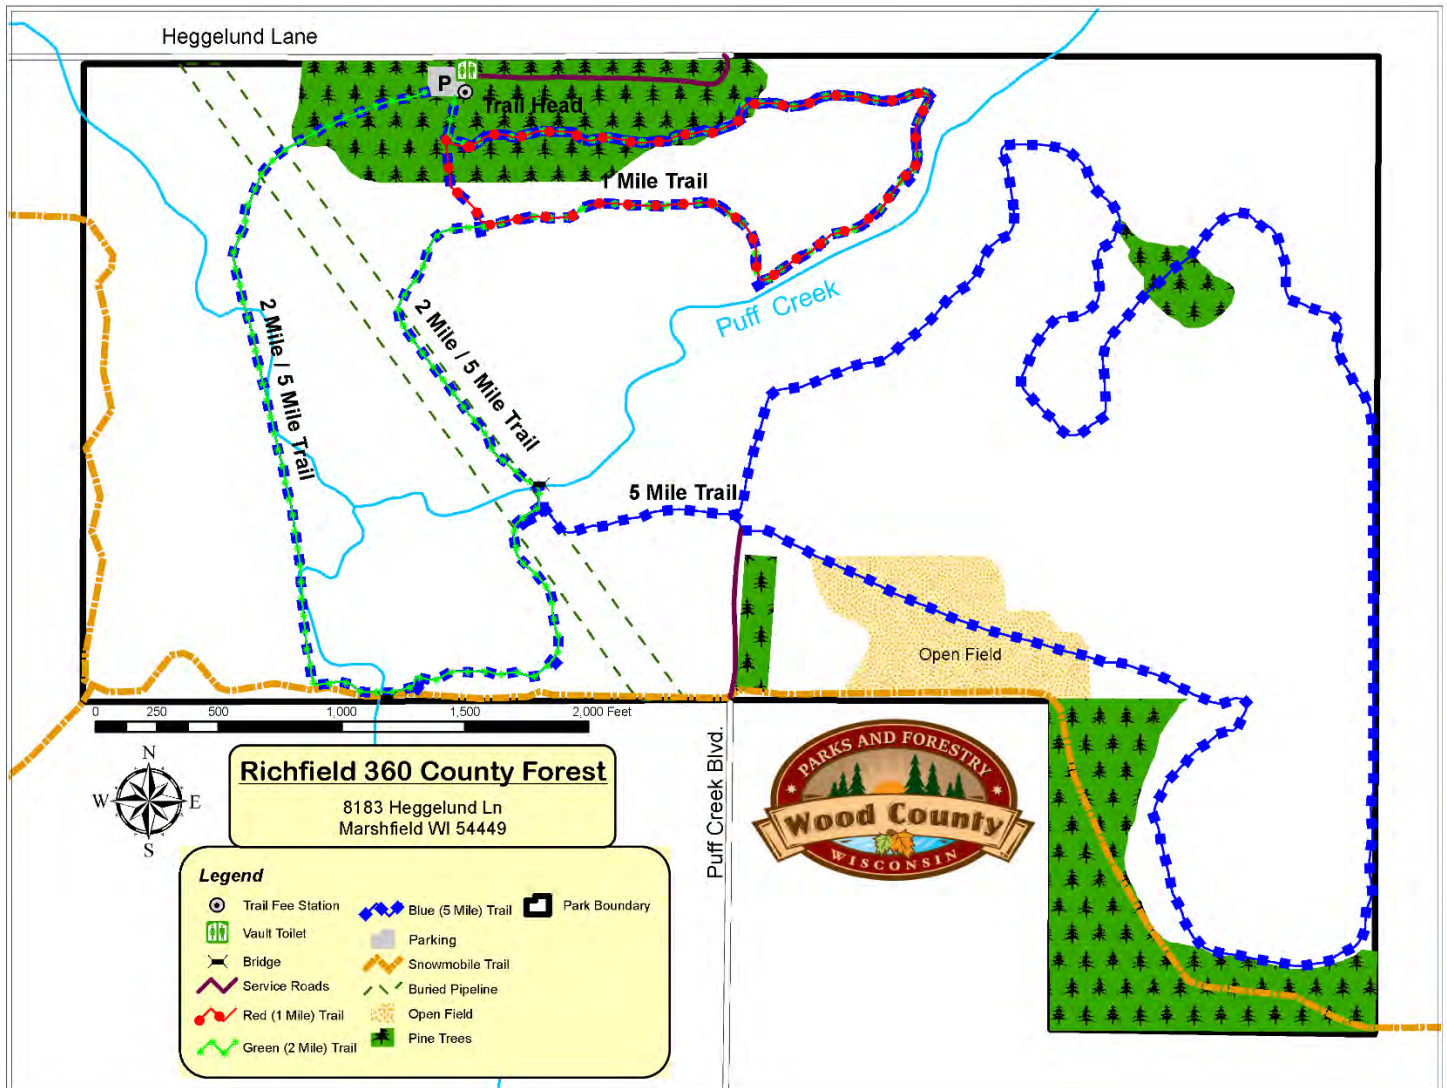 Heggelund Lane
P
Trail Head
1 Mile Trail
Puff Creek
2 Mile / 5 Mile Trail
2 Mile / 5 Mile Trail
5 Mile Trail
Open Field
0 250 500 1,000 1,500 2,000 Feet
N
W E
S
Richfield 360 County Forest
8183 Heggelund Ln
Marshfield WI 54449
Puff Creek Blvd.
PARKS AND FORESTRY
Wood County
WISCONSIN
Legend
Trail Fee Station
Vault Toilet
Bridge
Service Roads
Red (1 Mile) Trail
Green (2 Mile) Trail
Blue (5 Mile) Trail
Parking
Snowmobile Trail
Buried Pipeline
Open Field
Pine Trees
Park Boundary